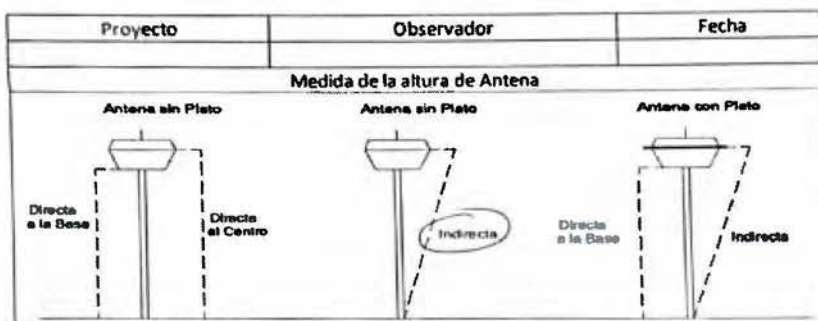 Proyecto Observador Fecha
Medida de la altura de Antena
Antena sin Plato Antena sin Plato Antena con Plato
Directa a la Base
Directa al Centro
Indirecta
Directa a la Base
Indirecta